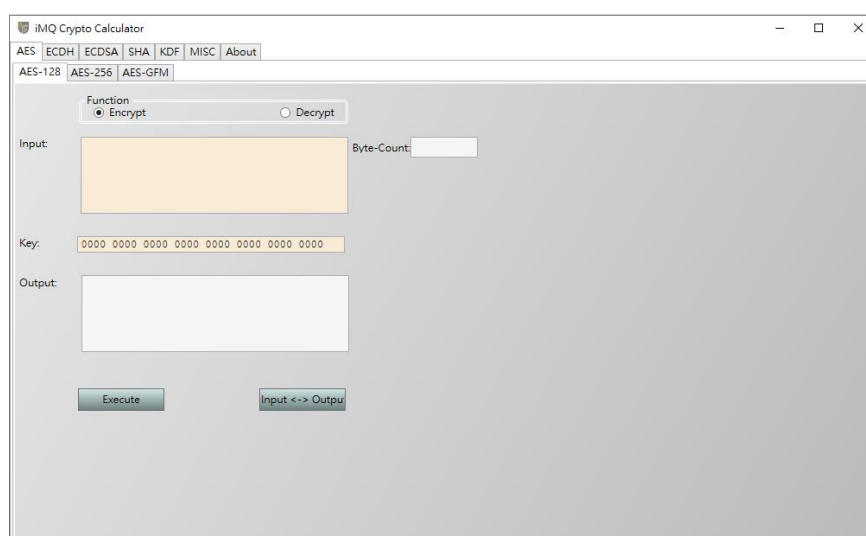 iMQ Crypto Calculator
AES ECDH ECDSA SHA KDF MISC About
AES-128 AES-256 AES-GFM
Function
Encrypt Decrypt
Input: Byte-Count:
Key: 0000 0000 0000 0000 0000 0000 0000 0000
Output:
Execute Input <-> Outpu